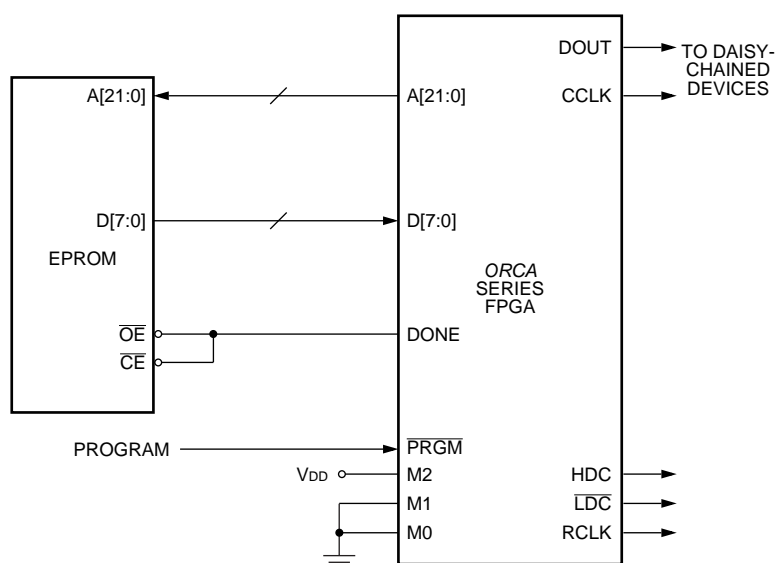 DOUT
TO DAISY-
CHAINED
DEVICES
A[21:0]
A[21:0]
CCLK
D[7:0]
D[7:0]
EPROM
ORCA
SERIES
FPGA
OE
DONE
CE
PROGRAM
PRGM
VDD
M2
HDC
M1
LDC
M0
RCLK